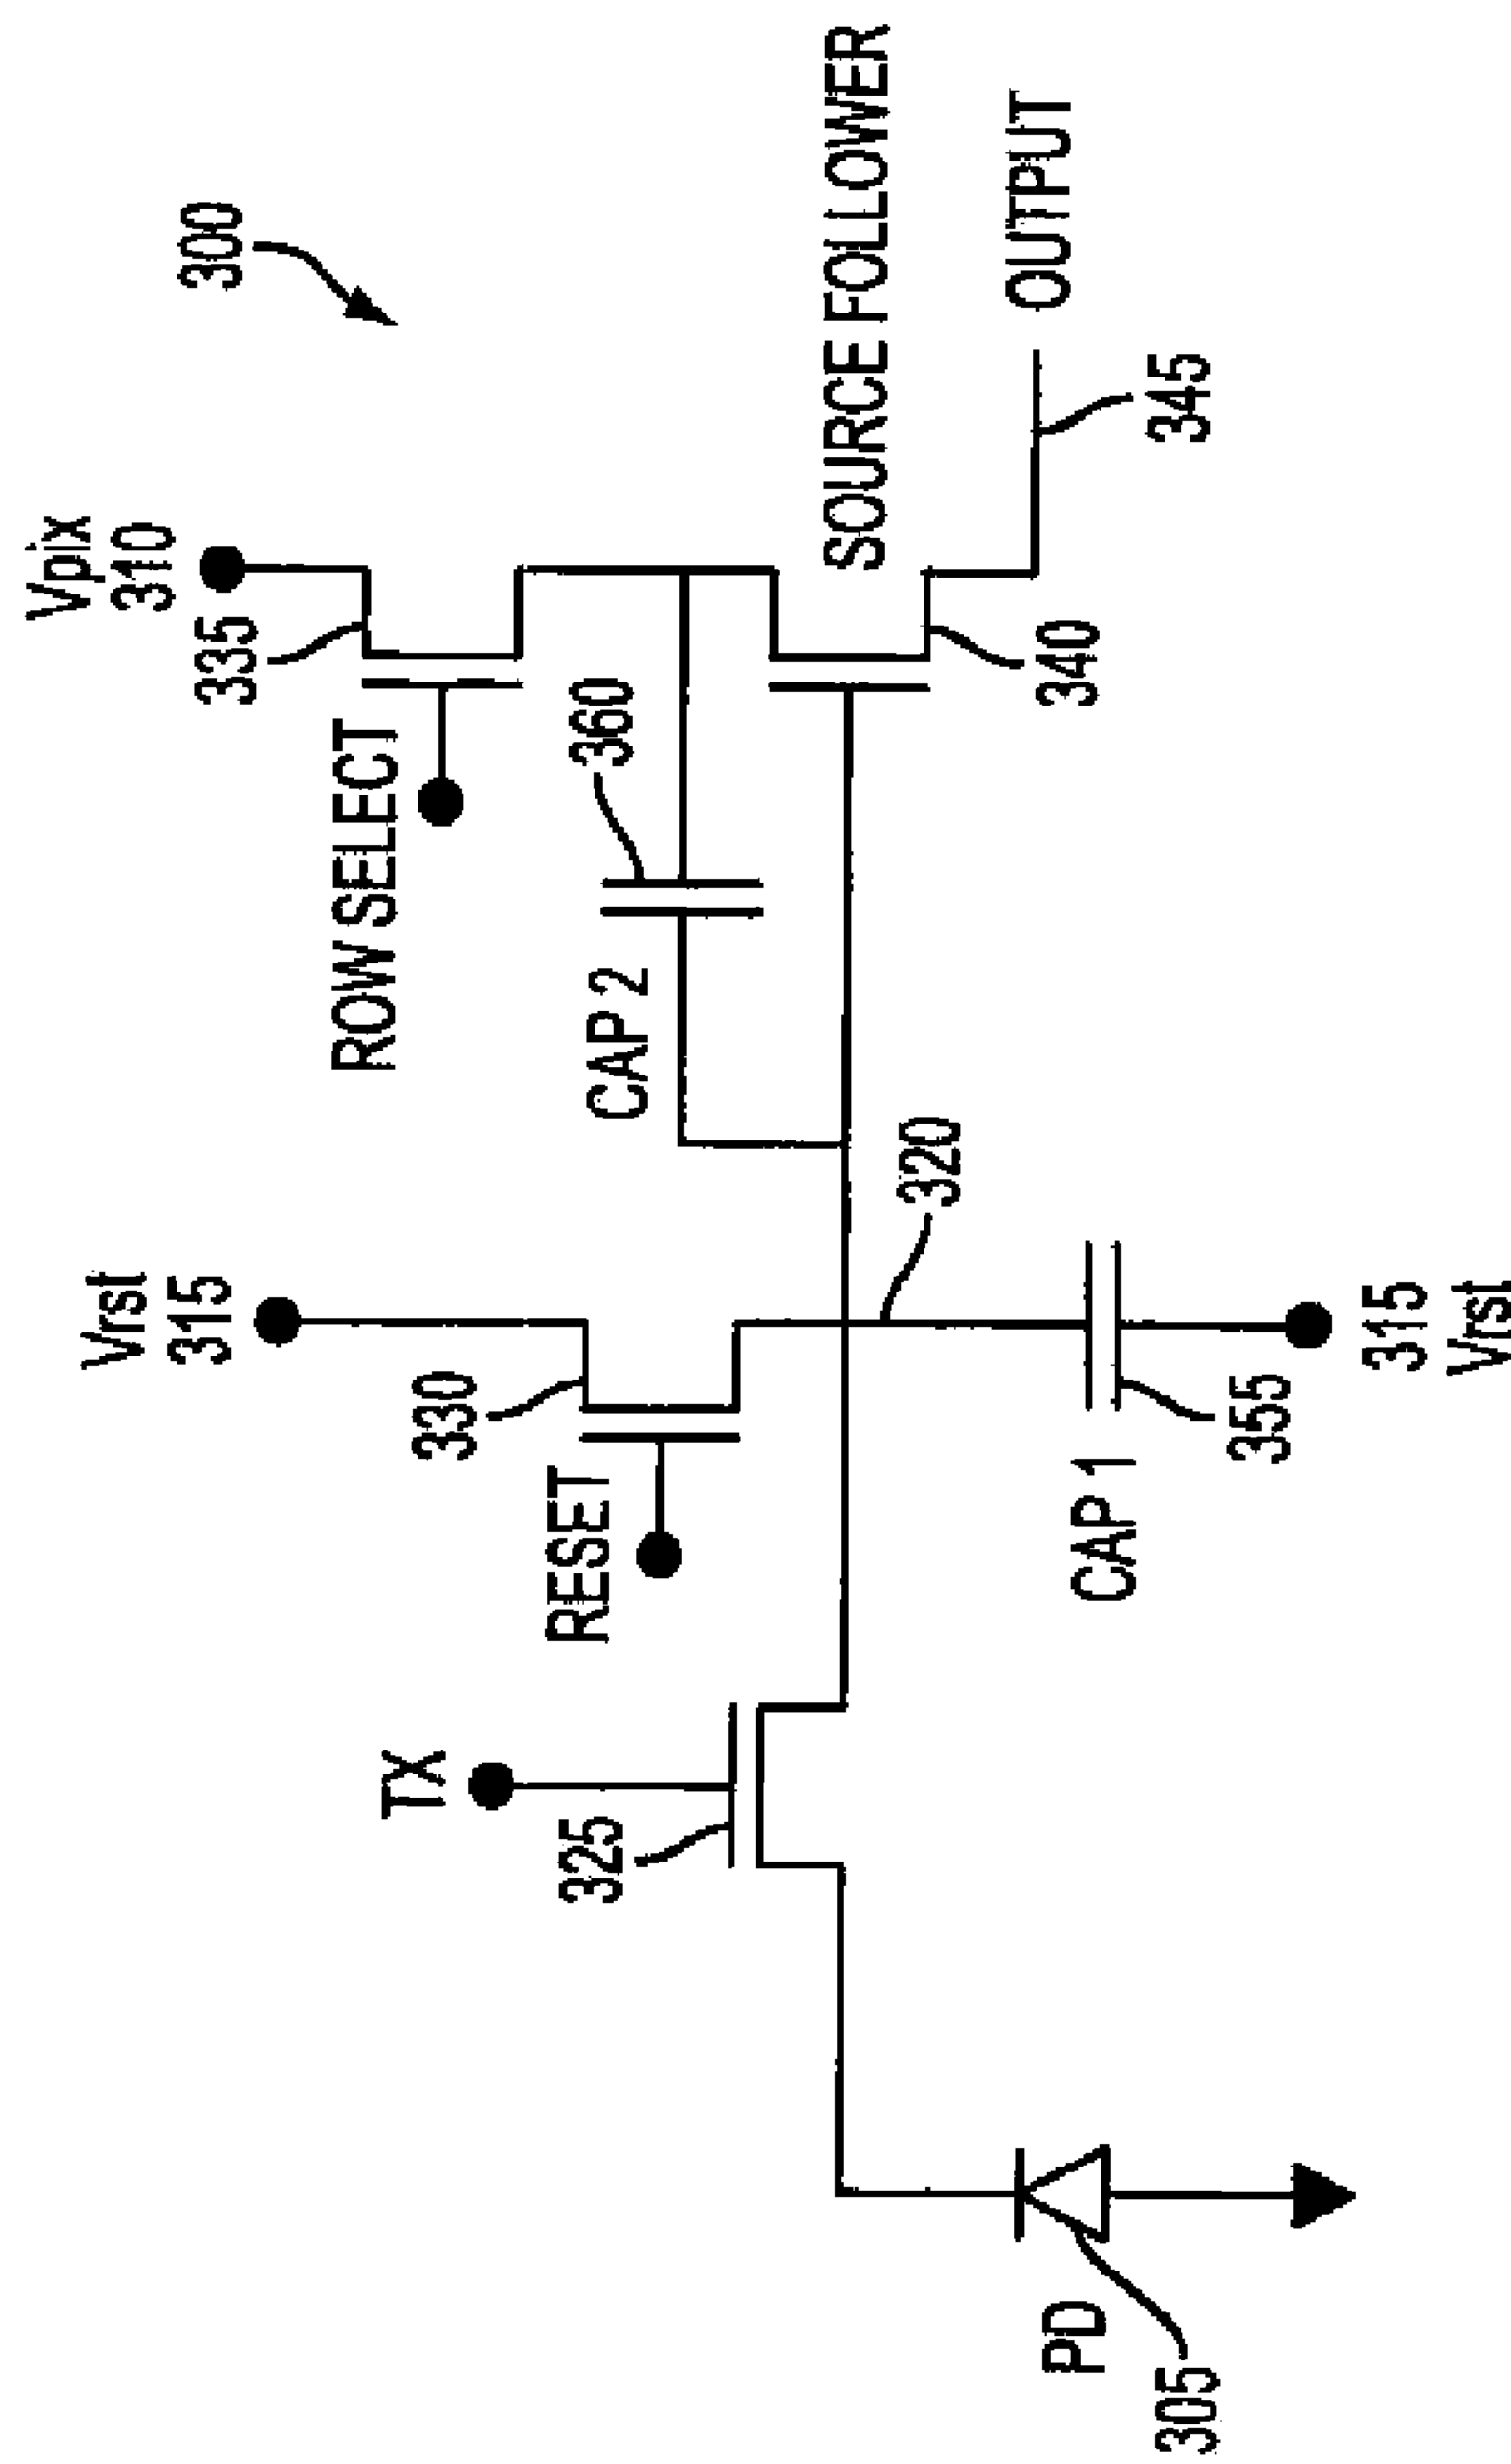 300
Vpix
310
335
ROW SELECT
360
CAP 2
SOURCE FOLLOWER
340
OUTPUT
345
Vrst
315
330
RESET
320
CAP 1
355
315
Vrst
TX
325
PD
305